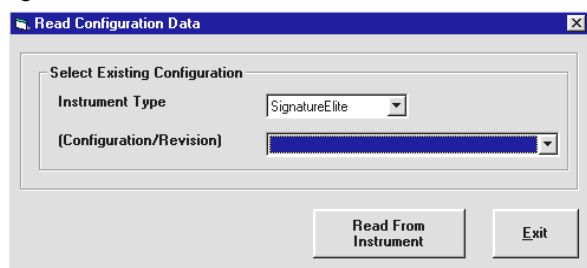 Read Configuration Data
Select Existing Configuration
Instrument Type
SignatureElite
(Configuration/Revision)
Read From
Instrument
Exit